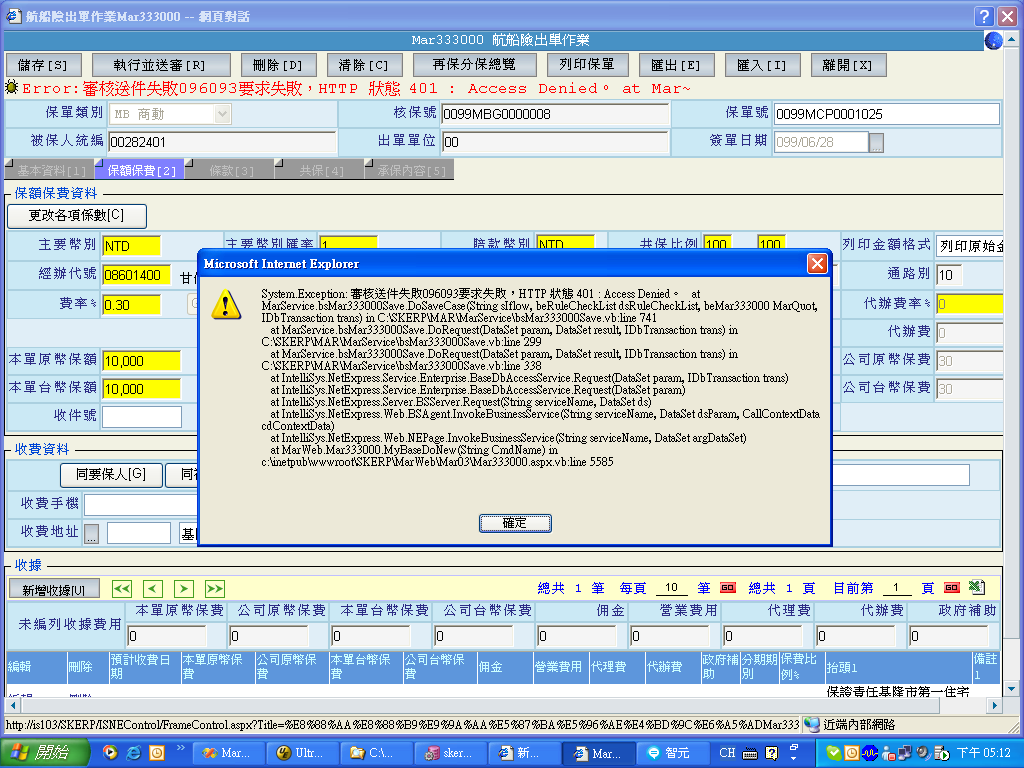 航船險出單作業Mar333000 -- 網頁對話
Mar333000 航船險出單作業
儲存[S] 執行並送審[R] 刪除[D] 清除[C] 再保分保總覽 列印保單 匯出[E] 匯入[I] 離開[X]
Error:審核送件失敗096093要求失敗，HTTP 狀態 401 : Access Denied。 at Mar~
保單類別 MB 商動 核保號 0099MBG0000008 保單號 0099MCP0001025
被保人統編 00282401 出單單位 00 簽單日期 099/06/28 ...
基本資料[1] 保額保費[2] 條款[3] 共保[4] 承保內容[5]
保額保費資料
更改各項係數[C]
主要幣別 NTD 主要幣別匯率 1 賠款幣別 NTD 共保比例 100 100 列印金額格式 列印原始金
經辦代號 08601400 通路別 10
費率% 0.30 代辦費率% 0
代辦費 0
本單原幣保額 10,000 公司原幣保費 30
本單台幣保額 10,000 公司台幣保費 30
收件號
Microsoft Internet Explorer
System.Exception: 審核送件失敗096093要求失敗，HTTP 狀態 401 : Access Denied。 at
MarService.bsMar333000Save.DoSaveCase(String sIflow, beRuleCheckList dsRuleCheckList, beMar333000 MarQuot,
IDbTransaction trans) in C:\SKERP\MAR\MarService\bsMar333000Save.vb:line 741
at MarService.bsMar333000Save.DoRequest(DataSet param, DataSet result, IDbTransaction trans) in
C:\SKERP\MAR\MarService\bsMar333000Save.vb:line 299
at MarService.bsMar333000Save.DoRequest(DataSet param, DataSet result, IDbTransaction trans) in
C:\SKERP\MAR\MarService\bsMar333000Save.vb:line 338
at IntelliSys.NetExpress.Service.Enterprise.BaseDbAccessService.Request(DataSet param, IDbTransaction trans)
at IntelliSys.NetExpress.Service.Enterprise.BaseDbAccessService.Request(DataSet param)
at IntelliSys.NetExpress.Server.BSServer.Request(String serviceName, DataSet ds)
at IntelliSys.NetExpress.Web.BSAgent.InvokeBusinessService(String serviceName, DataSet dsParam, CallContextData
cdContextData)
at IntelliSys.NetExpress.Web.NEPage.InvokeBusinessService(String serviceName, DataSet argDataSet)
at MarWeb.Mar333000.MyBaseDoNew(String CmdName) in
c:\inetpub\wwwroot\SKERP\MarWeb\Mar03\Mar333000.aspx.vb:line 5585
確定
收費資料
同要保人[G]
收費手機
收費地址 ...
收據
新增收據[U] << < > >> 總共 1 筆 每頁 10 筆 GO 總共 1 頁 目前第 1 頁 GO
本單原幣保費 公司原幣保費 本單台幣保費 公司台幣保費 佣金 營業費用 代理費 代辦費 政府補助
未編列收據費用 0 0 0 0 0 0 0 0 0
編輯 刪除 預計收費日期 本單原幣保費 公司原幣保費 本單台幣保費 公司台幣保費 佣金 營業費用 代理費 代辦費 政府補助 分期期別 保費比例% 抬頭1 備註1
編輯 刪除 保證責任基隆市第一住宅
http://is103/SKERP/ISNEControl/FrameControl.aspx?Title=%E8%88%AA%E8%88%B9%E9%9A%AA%E5%87%BA%E5%96%AE%E4%BD%9C%E6%A5%ADMar333 近端內部網路
開始 Mar... Ultr... C:\... sker... 新... Mar... 智元 CH 下午 05:12